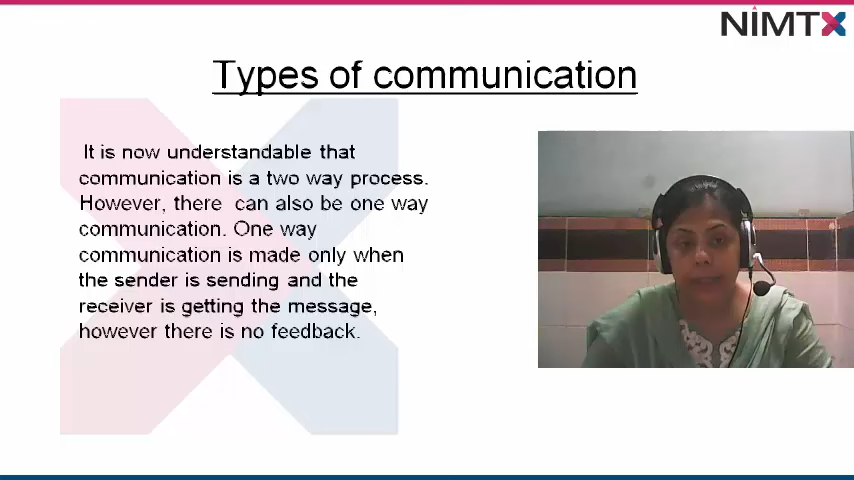 NIMTX
Types of communication
It is now understandable that
communication is a two way process.
However, there can also be one way
communication. One way
communication is made only when
the sender is sending and the
receiver is getting the message,
however there is no feedback.